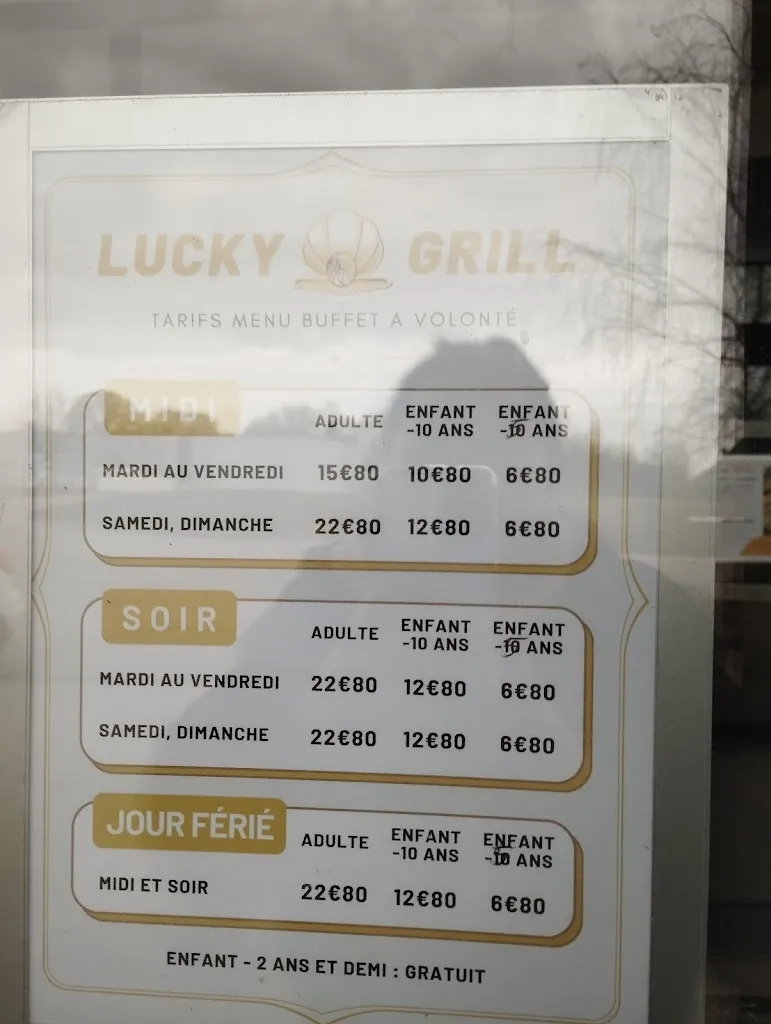 LUCKY GRILL
TARIFS MENU BUFFET A VOLONTÉ
MIDI
ADULTE ENFANT -10 ANS ENFANT -5 ANS
MARDI AU VENDREDI 15€80 10€80 6€80
SAMEDI, DIMANCHE 22€80 12€80 6€80
SOIR
ADULTE ENFANT -10 ANS ENFANT -5 ANS
MARDI AU VENDREDI 22€80 12€80 6€80
SAMEDI, DIMANCHE 22€80 12€80 6€80
JOUR FÉRIÉ
ADULTE ENFANT -10 ANS ENFANT -5 ANS
MIDI ET SOIR 22€80 12€80 6€80
ENFANT - 2 ANS ET DEMI : GRATUIT